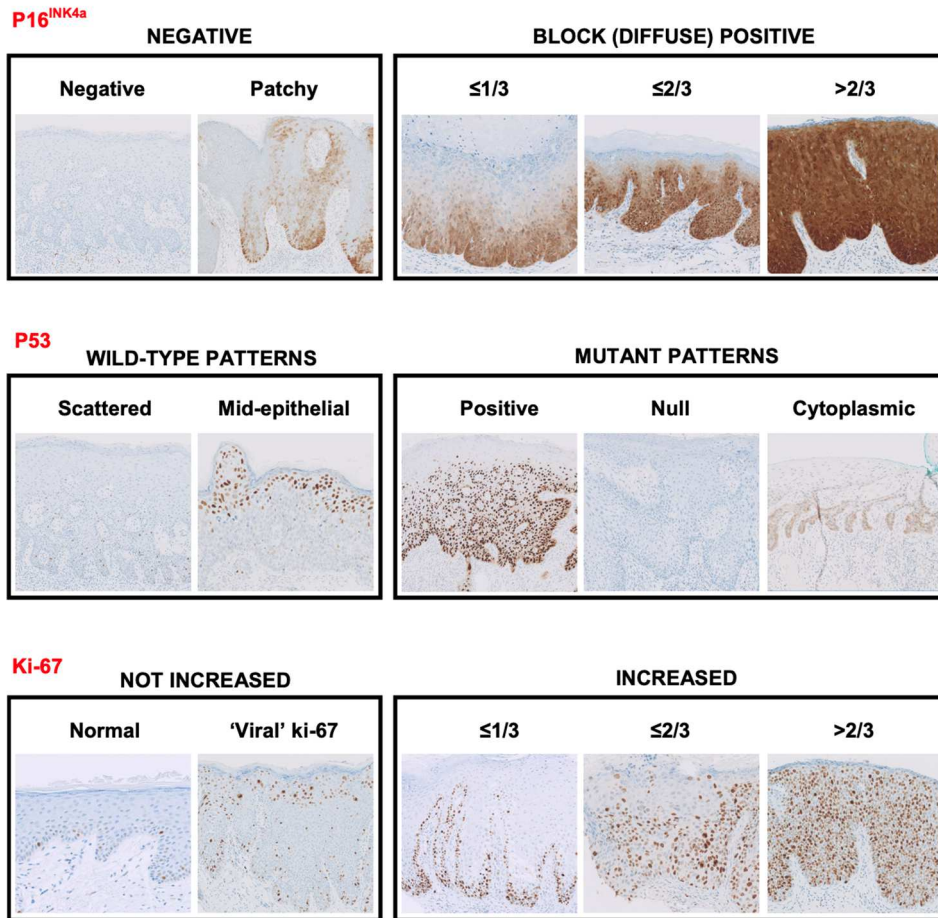 P16INK4a
NEGATIVE
BLOCK (DIFFUSE) POSITIVE
Negative
Patchy
≤1/3
≤2/3
>2/3
P53
WILD-TYPE PATTERNS
MUTANT PATTERNS
Scattered
Mid-epithelial
Positive
Null
Cytoplasmic
Ki-67
NOT INCREASED
INCREASED
Normal
‘Viral’ ki-67
≤1/3
≤2/3
>2/3